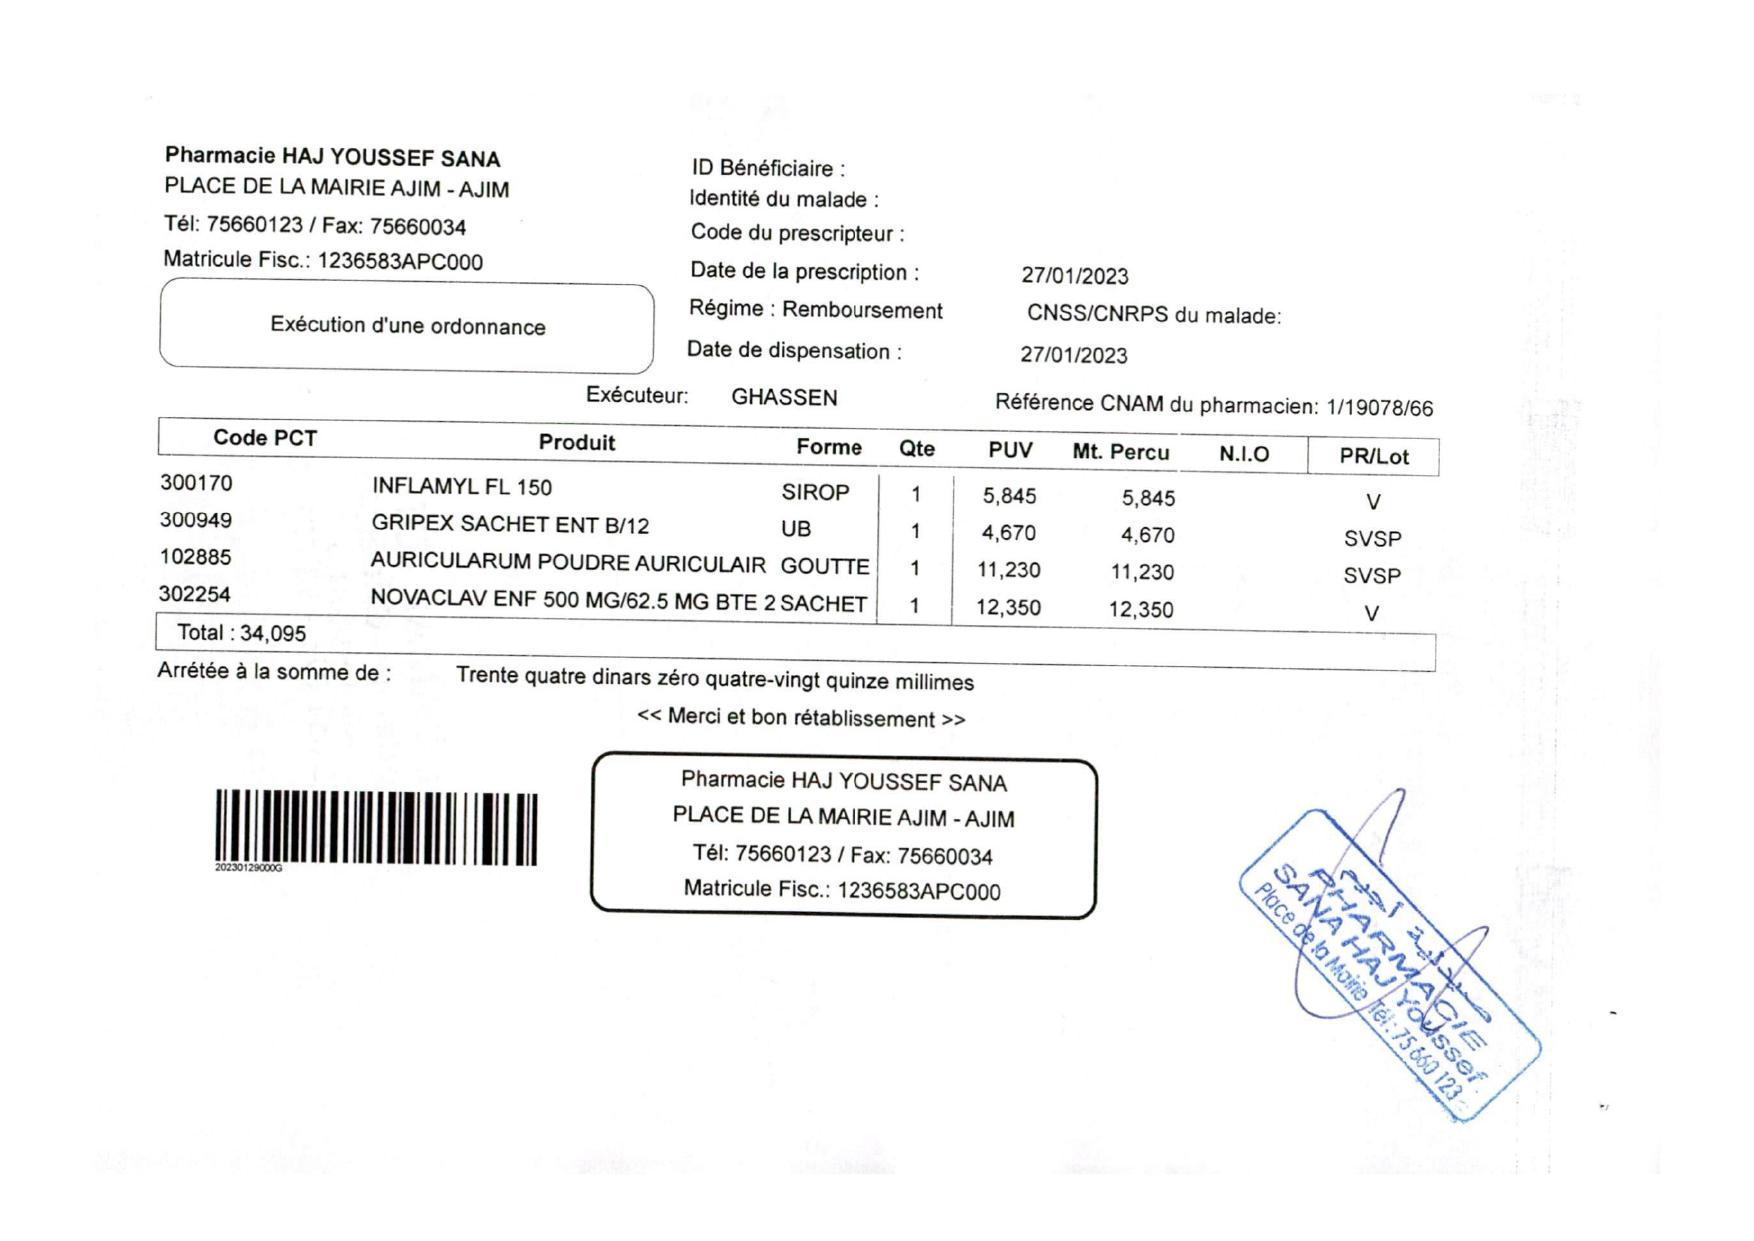 Pharmacie HAJ YOUSSEF SANA
PLACE DE LA MAIRIE AJIM - AJIM
Tél: 75660123 / Fax: 75660034
Matricule Fisc.: 1236583APC000
Exécution d'une ordonnance
ID Bénéficiaire :
Identité du malade :
Code du prescripteur :
Date de la prescription : 27/01/2023
Régime : Remboursement CNSS/CNRPS du malade:
Date de dispensation : 27/01/2023
Exécuteur: GHASSEN Référence CNAM du pharmacien: 1/19078/66
Code PCT Produit Forme Qte PUV Mt. Percu N.I.O PR/Lot
300170 INFLAMYL FL 150 SIROP 1 5,845 5,845 V
300949 GRIPEX SACHET ENT B/12 UB 1 4,670 4,670 SVSP
102885 AURICULARUM POUDRE AURICULAIR GOUTTE 1 11,230 11,230 SVSP
302254 NOVACLAV ENF 500 MG/62.5 MG BTE 2 SACHET 1 12,350 12,350 V
Total : 34,095
Arrétée à la somme de : Trente quatre dinars zéro quatre-vingt quinze millimes
<< Merci et bon rétablissement >>
Pharmacie HAJ YOUSSEF SANA
PLACE DE LA MAIRIE AJIM - AJIM
Tél: 75660123 / Fax: 75660034
Matricule Fisc.: 1236583APC000
20230129000G
صيدلية
PHARMACIE
SANA HAJ YOUSSEF
Place de la Mairie Tél: 75 660 123